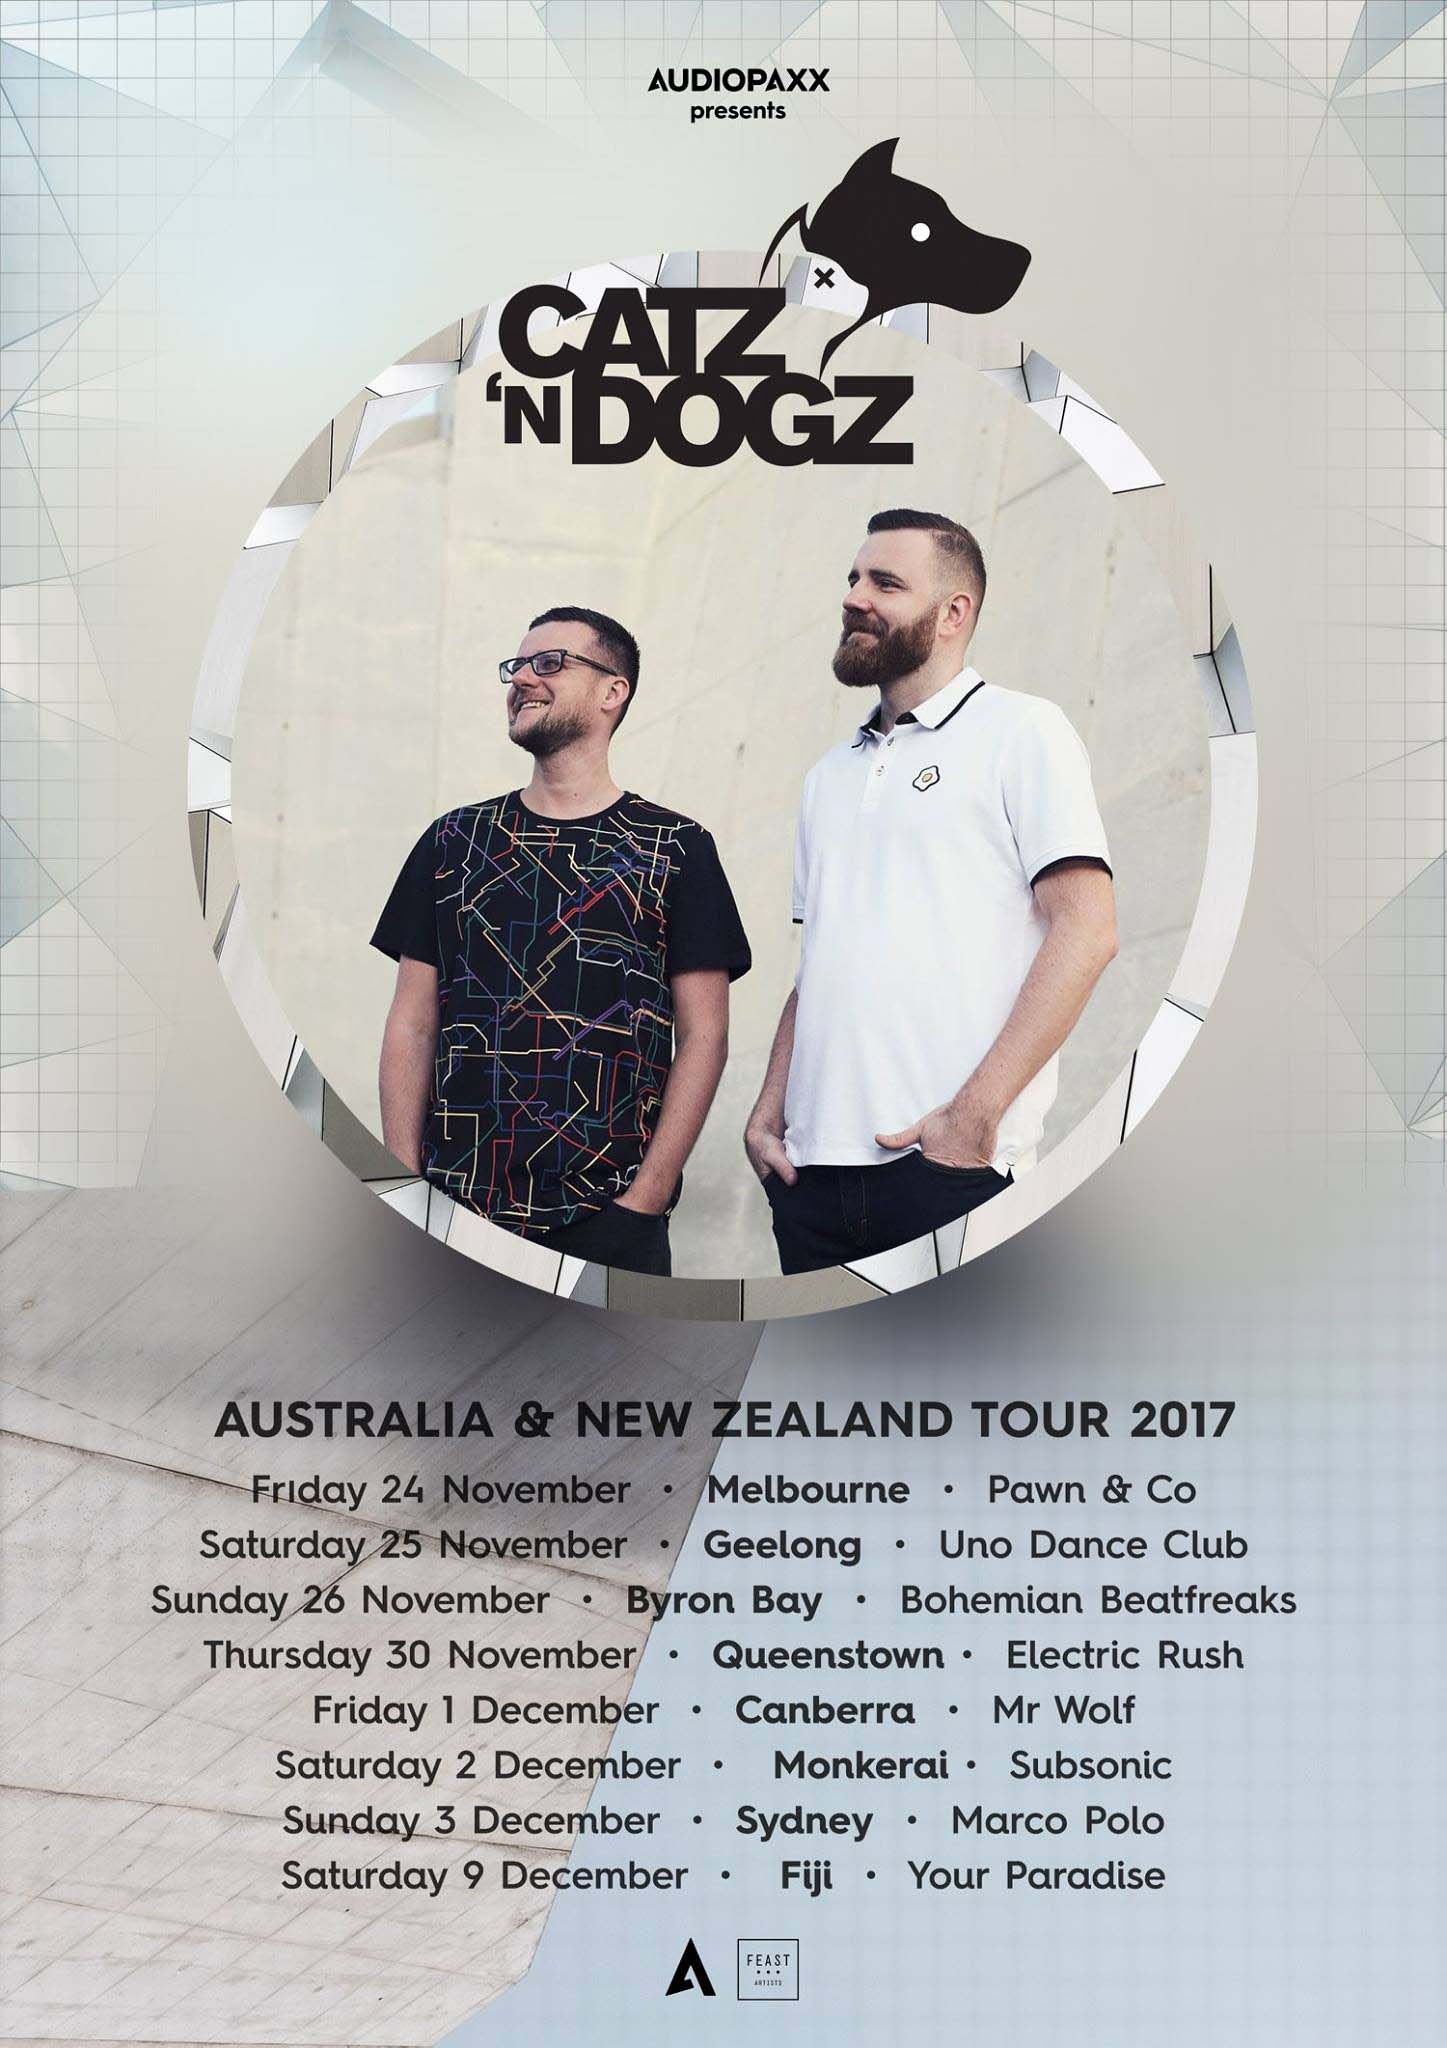 AUDIOPAXX
presents
CATZ
'N DOGZ
AUSTRALIA & NEW ZEALAND TOUR 2017
Friday 24 November • Melbourne • Pawn & Co
Saturday 25 November • Geelong • Uno Dance Club
Sunday 26 November • Byron Bay • Bohemian Beatfreaks
Thursday 30 November • Queenstown • Electric Rush
Friday 1 December • Canberra • Mr Wolf
Saturday 2 December • Monkerai • Subsonic
Sunday 3 December • Sydney • Marco Polo
Saturday 9 December • Fiji • Your Paradise
FEAST
ARTISTS